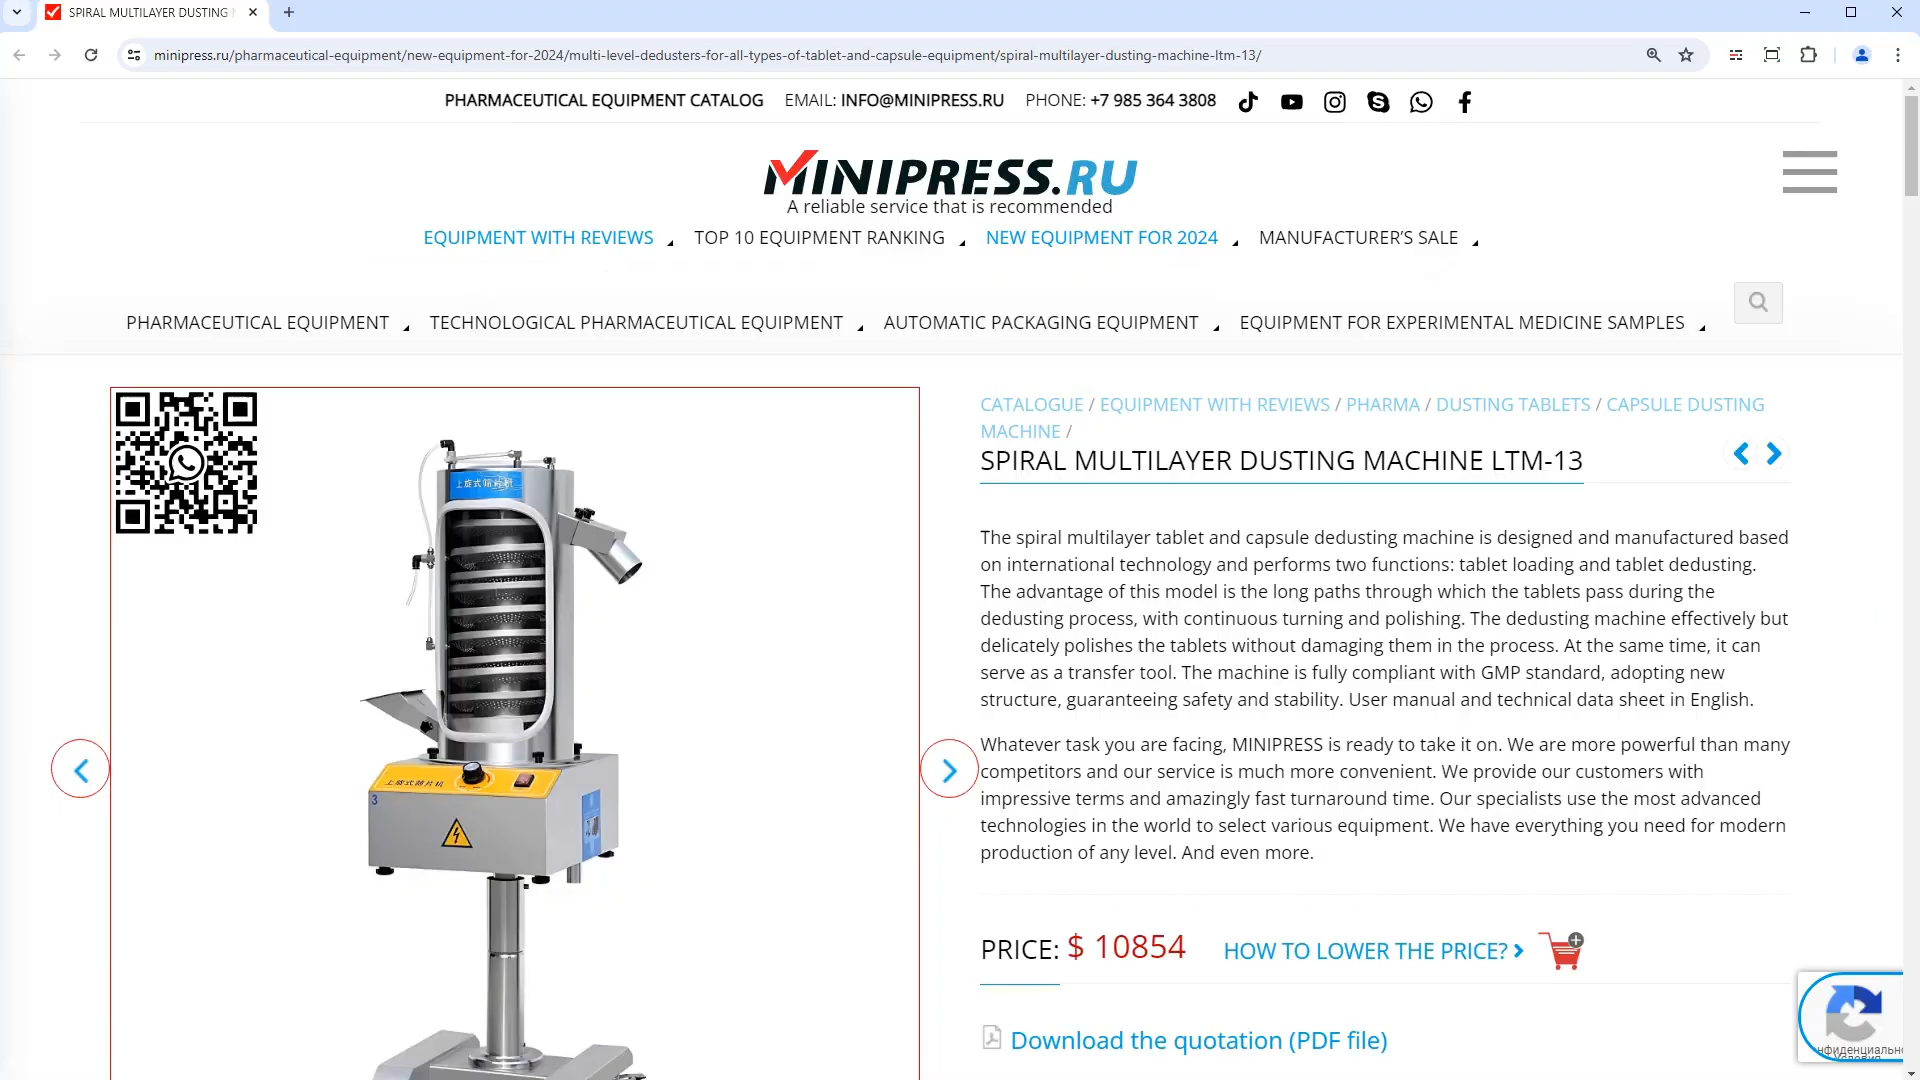 SPIRAL MULTILAYER DUSTING
minipress.ru/pharmaceutical-equipment/new-equipment-for-2024/multi-level-dedusters-for-all-types-of-tablet-and-capsule-equipment/spiral-multilayer-dusting-machine-ltm-13/
PHARMACEUTICAL EQUIPMENT CATALOG EMAIL: INFO@MINIPRESS.RU PHONE: +7 985 364 3808
MINIPRESS.RU
A reliable service that is recommended
EQUIPMENT WITH REVIEWS TOP 10 EQUIPMENT RANKING NEW EQUIPMENT FOR 2024 MANUFACTURER’S SALE
PHARMACEUTICAL EQUIPMENT TECHNOLOGICAL PHARMACEUTICAL EQUIPMENT AUTOMATIC PACKAGING EQUIPMENT EQUIPMENT FOR EXPERIMENTAL MEDICINE SAMPLES
CATALOGUE / EQUIPMENT WITH REVIEWS / PHARMA / DUSTING TABLETS / CAPSULE DUSTING
MACHINE /
SPIRAL MULTILAYER DUSTING MACHINE LTM-13
The spiral multilayer tablet and capsule dedusting machine is designed and manufactured based
on international technology and performs two functions: tablet loading and tablet dedusting.
The advantage of this model is the long paths through which the tablets pass during the
dedusting process, with continuous turning and polishing. The dedusting machine effectively but
delicately polishes the tablets without damaging them in the process. At the same time, it can
serve as a transfer tool. The machine is fully compliant with GMP standard, adopting new
structure, guaranteeing safety and stability. User manual and technical data sheet in English.
Whatever task you are facing, MINIPRESS is ready to take it on. We are more powerful than many
competitors and our service is much more convenient. We provide our customers with
impressive terms and amazingly fast turnaround time. Our specialists use the most advanced
technologies in the world to select various equipment. We have everything you need for modern
production of any level. And even more.
PRICE: $ 10854 HOW TO LOWER THE PRICE?
Download the quotation (PDF file)
上旋式筛片机
上旋式筛片机
3